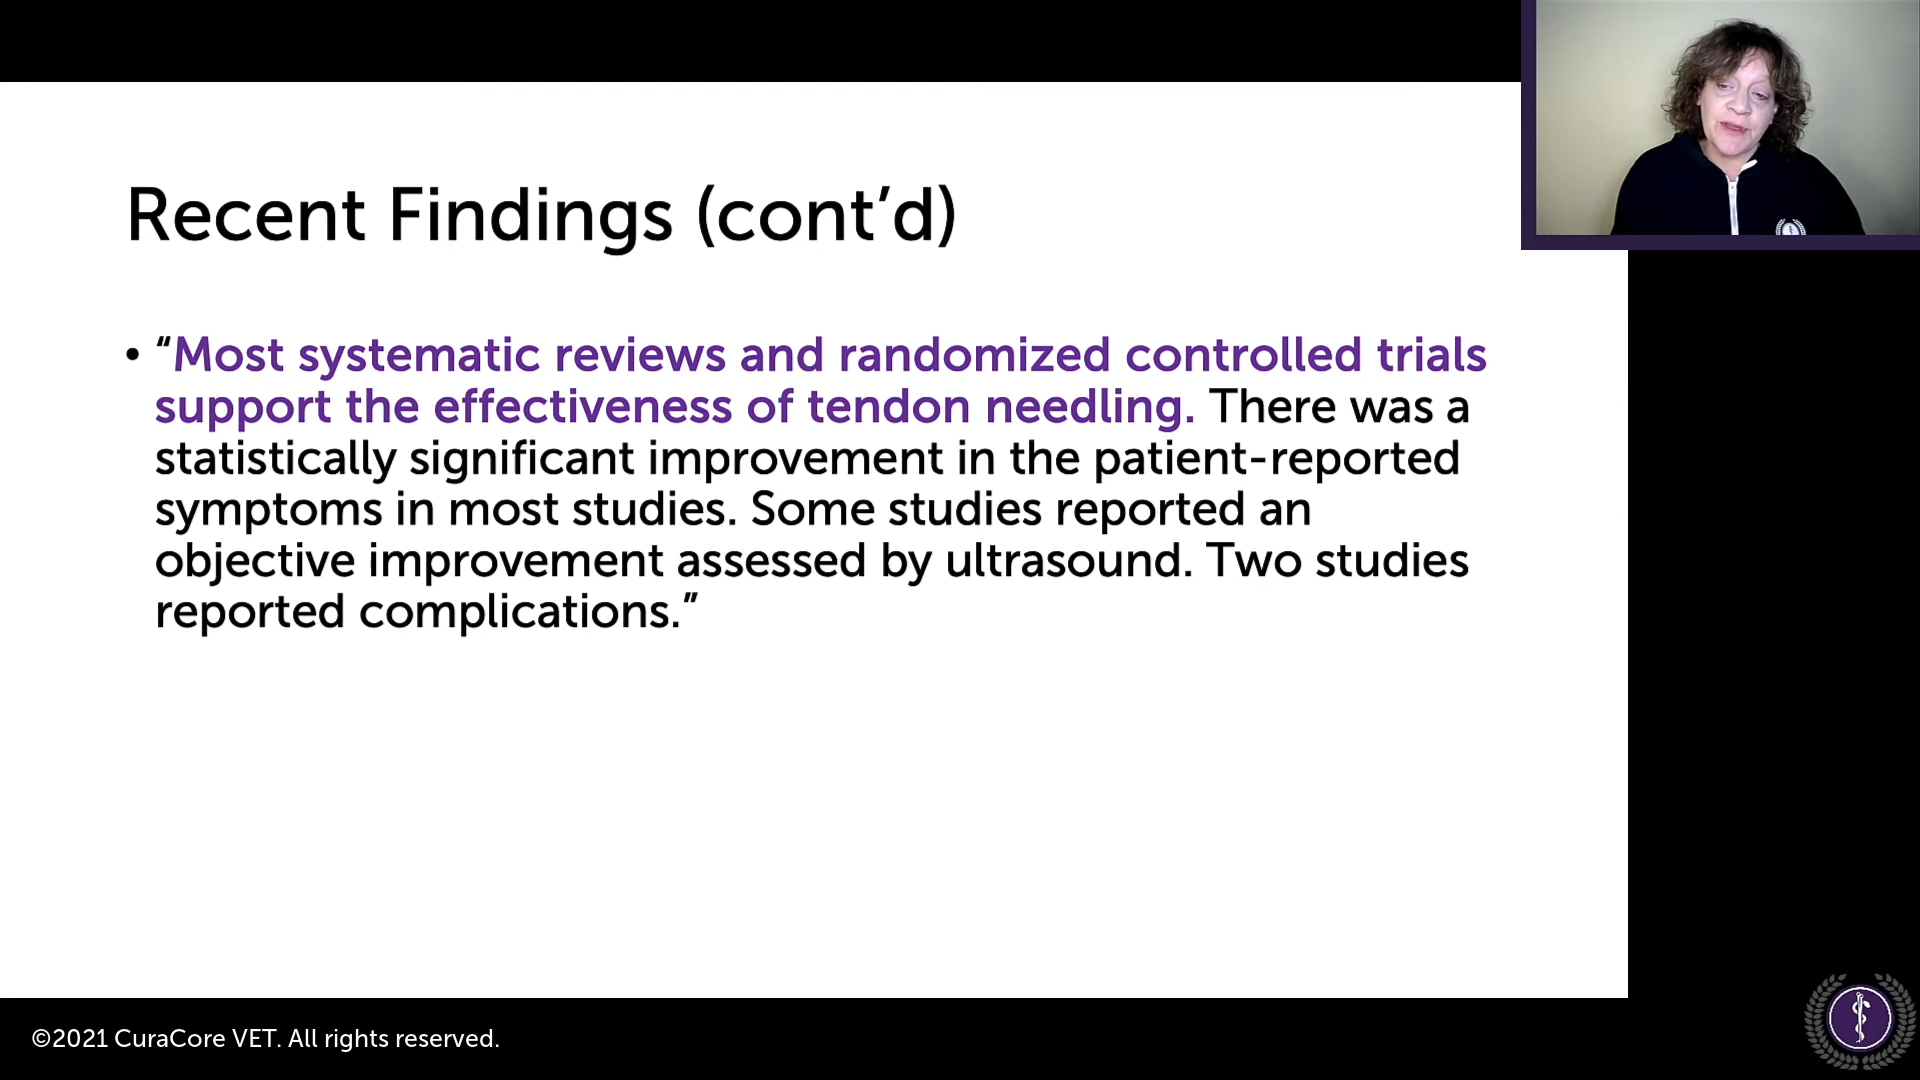 Recent Findings (cont’d)
• “Most systematic reviews and randomized controlled trials
support the effectiveness of tendon needling. There was a
statistically significant improvement in the patient-reported
symptoms in most studies. Some studies reported an
objective improvement assessed by ultrasound. Two studies
reported complications.”
©2021 CuraCore VET. All rights reserved.